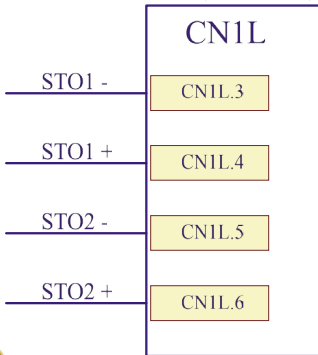 CN1L
STO1 - CN1L.3
STO1 + CN1L.4
STO2 - CN1L.5
STO2 + CN1L.6